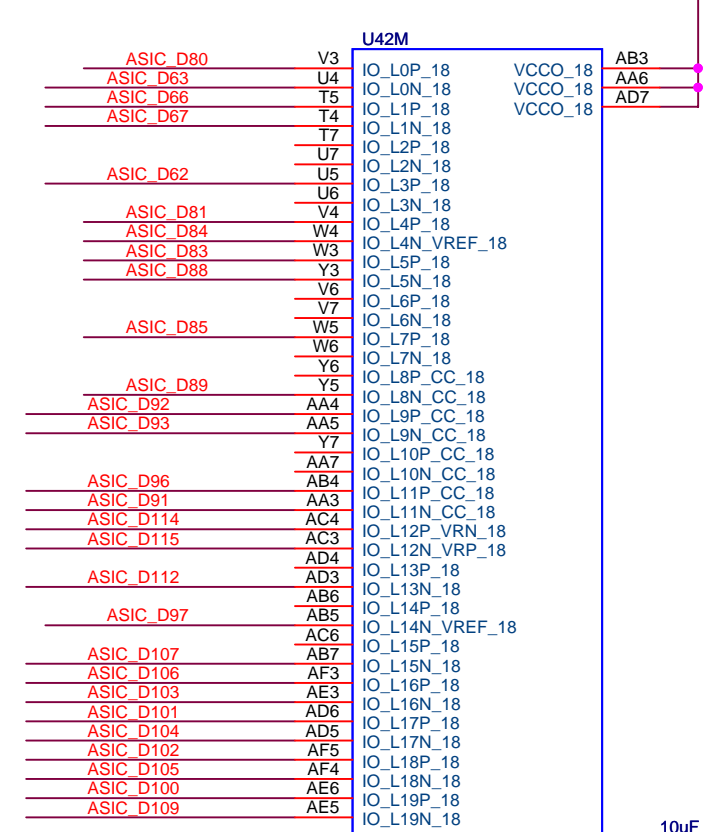 U42M
ASIC_D80 V3 IO_L0P_18 VCCO_18 AB3
ASIC_D63 U4 IO_L0N_18 VCCO_18 AA6
ASIC_D66 T5 IO_L1P_18 VCCO_18 AD7
ASIC_D67 T4 IO_L1N_18
T7 IO_L2P_18
U7 IO_L2N_18
ASIC_D62 U5 IO_L3P_18
U6 IO_L3N_18
ASIC_D81 V4 IO_L4P_18
ASIC_D84 W4 IO_L4N_VREF_18
ASIC_D83 W3 IO_L5P_18
ASIC_D88 Y3 IO_L5N_18
V6 IO_L6P_18
V7 IO_L6N_18
ASIC_D85 W5 IO_L7P_18
W6 IO_L7N_18
Y6 IO_L8P_CC_18
ASIC_D89 Y5 IO_L8N_CC_18
ASIC_D92 AA4 IO_L9P_CC_18
ASIC_D93 AA5 IO_L9N_CC_18
Y7 IO_L10P_CC_18
AA7 IO_L10N_CC_18
ASIC_D96 AB4 IO_L11P_CC_18
ASIC_D91 AA3 IO_L11N_CC_18
ASIC_D114 AC4 IO_L12P_VRN_18
ASIC_D115 AC3 IO_L12N_VRP_18
AD4 IO_L13P_18
ASIC_D112 AD3 IO_L13N_18
AB6 IO_L14P_18
ASIC_D97 AB5 IO_L14N_VREF_18
AC6 IO_L15P_18
ASIC_D107 AB7 IO_L15N_18
ASIC_D106 AF3 IO_L16P_18
ASIC_D103 AE3 IO_L16N_18
ASIC_D101 AD6 IO_L17P_18
ASIC_D104 AD5 IO_L17N_18
ASIC_D102 AF5 IO_L18P_18
ASIC_D105 AF4 IO_L18N_18
ASIC_D100 AE6 IO_L19P_18
ASIC_D109 AE5 IO_L19N_18
10uF